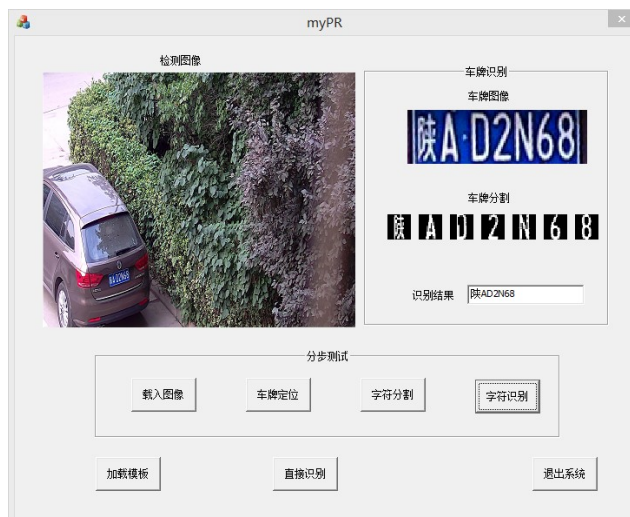 myPR
检测图像
车牌识别
车牌图像
陕A·D2N68
车牌分割
陕 A D 2 N 6 8
识别结果 陕AD2N68
分步测试
载入图像 车牌定位 字符分割 字符识别
加载模板 直接识别 退出系统